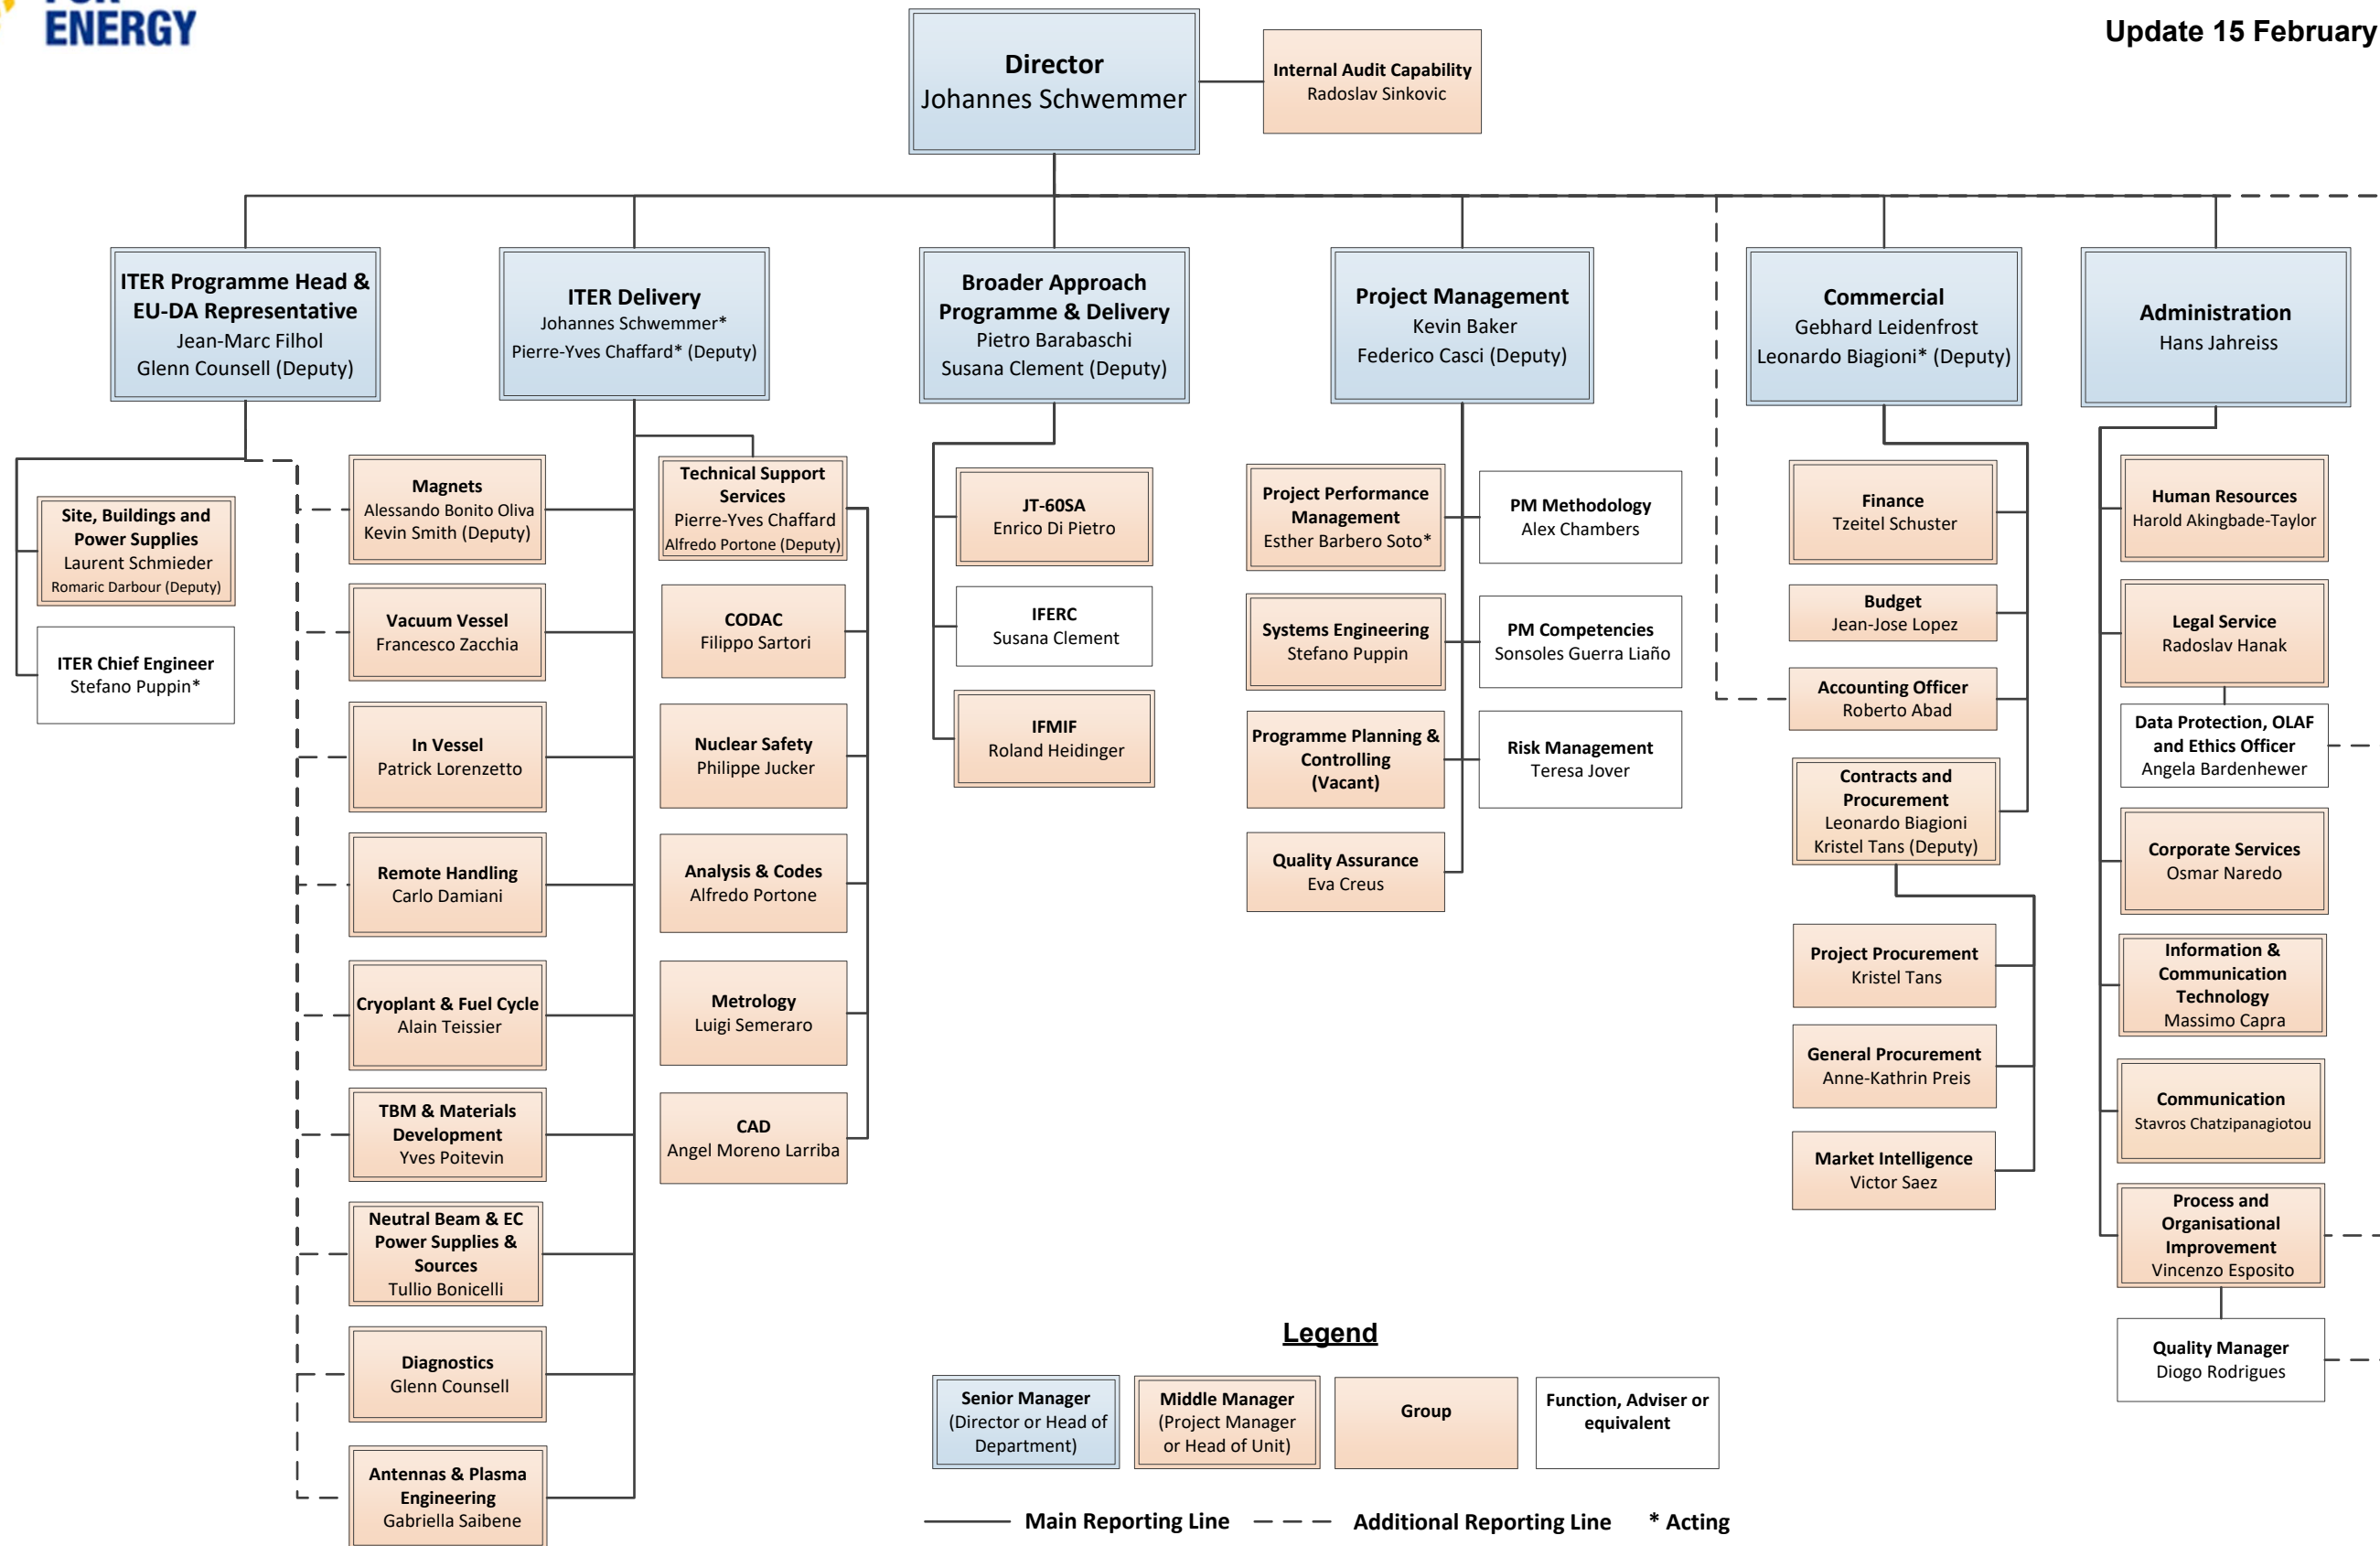 ENERGY
Update 15 February
Director
Johannes Schwemmer
Internal Audit Capability
Radoslav Sinkovic
ITER Programme Head &
EU-DA Representative
Jean-Marc Filhol
Glenn Counsell (Deputy)
ITER Delivery
Johannes Schwemmer*
Pierre-Yves Chaffard* (Deputy)
Broader Approach
Programme & Delivery
Pietro Barabaschi
Susana Clement (Deputy)
Project Management
Kevin Baker
Federico Casci (Deputy)
Commercial
Gebhard Leidenfrost
Leonardo Biagioni* (Deputy)
Administration
Hans Jahreiss
Site, Buildings and
Power Supplies
Laurent Schmieder
Romaric Darbour (Deputy)
ITER Chief Engineer
Stefano Puppin*
Magnets
Alessando Bonito Oliva
Kevin Smith (Deputy)
Vacuum Vessel
Francesco Zacchia
In Vessel
Patrick Lorenzetto
Remote Handling
Carlo Damiani
Cryoplant & Fuel Cycle
Alain Teissier
TBM & Materials
Development
Yves Poitevin
Neutral Beam & EC
Power Supplies &
Sources
Tullio Bonicelli
Diagnostics
Glenn Counsell
Antennas & Plasma
Engineering
Gabriella Saibene
Technical Support
Services
Pierre-Yves Chaffard
Alfredo Portone (Deputy)
CODAC
Filippo Sartori
Nuclear Safety
Philippe Jucker
Analysis & Codes
Alfredo Portone
Metrology
Luigi Semeraro
CAD
Angel Moreno Larriba
JT-60SA
Enrico Di Pietro
IFERC
Susana Clement
IFMIF
Roland Heidinger
Project Performance
Management
Esther Barbero Soto*
Systems Engineering
Stefano Puppin
Programme Planning &
Controlling
(Vacant)
Quality Assurance
Eva Creus
PM Methodology
Alex Chambers
PM Competencies
Sonsoles Guerra Liaño
Risk Management
Teresa Jover
Finance
Tzeitel Schuster
Budget
Jean-Jose Lopez
Accounting Officer
Roberto Abad
Contracts and
Procurement
Leonardo Biagioni
Kristel Tans (Deputy)
Project Procurement
Kristel Tans
General Procurement
Anne-Kathrin Preis
Market Intelligence
Victor Saez
Human Resources
Harold Akingbade-Taylor
Legal Service
Radoslav Hanak
Data Protection, OLAF
and Ethics Officer
Angela Bardenhewer
Corporate Services
Osmar Naredo
Information &
Communication
Technology
Massimo Capra
Communication
Stavros Chatzipanagiotou
Process and
Organisational
Improvement
Vincenzo Esposito
Quality Manager
Diogo Rodrigues
Legend
Senior Manager
(Director or Head of
Department)
Middle Manager
(Project Manager
or Head of Unit)
Group
Function, Adviser or
equivalent
Main Reporting Line
Additional Reporting Line
* Acting